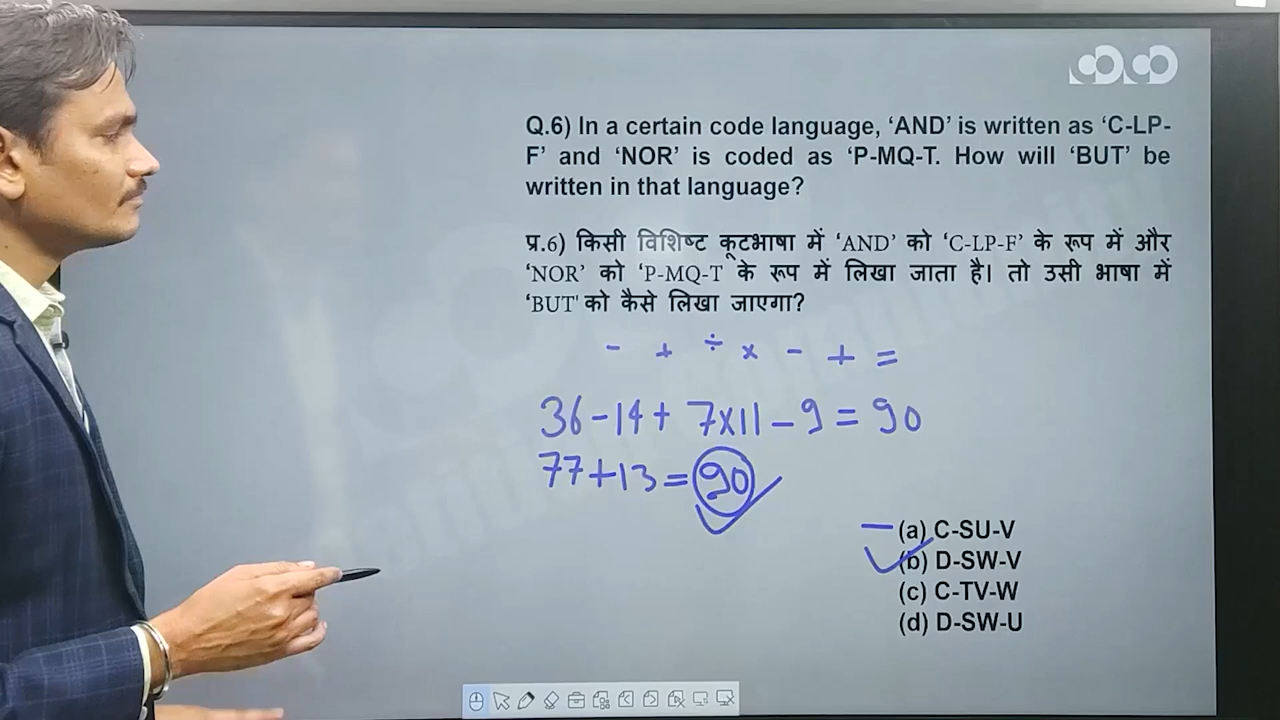 Q.6) In a certain code language, ‘AND’ is written as ‘C-LP-
F’ and ‘NOR’ is coded as ‘P-MQ-T. How will ‘BUT’ be
written in that language?
प्र.6) किसी विशिष्ट कूटभाषा में ‘AND’ को ‘C-LP-F’ के रूप में और
‘NOR’ को ‘P-MQ-T के रूप में लिखा जाता है। तो उसी भाषा में
‘BUT' को कैसे लिखा जाएगा?
- + ÷ × - + =
36-14+ 7×11-9=90
77+13=90
(a) C-SU-V
(b) D-SW-V
(c) C-TV-W
(d) D-SW-U